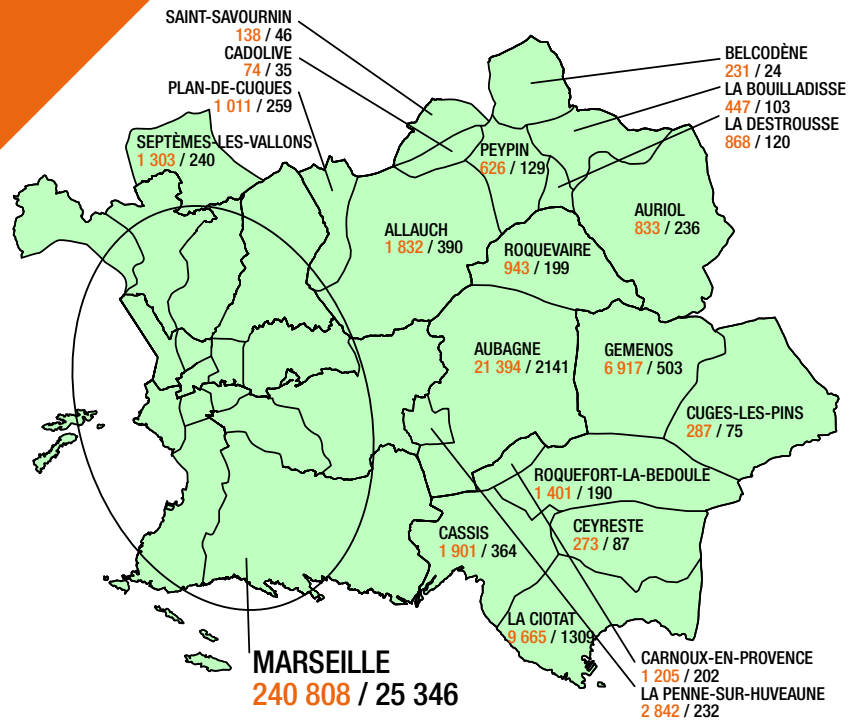 SAINT-SAVOURNIN
138 / 46
CADOLIVE
74 / 35
PLAN-DE-CUQUES
1 011 / 259
SEPTÈMES-LES-VALLONS
1 303 / 240
BELCODÈNE
231 / 24
LA BOUILLADISSE
447 / 103
LA DESTROUSSE
868 / 120
PEYPIN
626 / 129
ALLAUCH
1 832 / 390
ROQUEVAIRE
943 / 199
AURIOL
833 / 236
AUBAGNE
21 394 / 2141
GEMENOS
6 917 / 503
CUGES-LES-PINS
287 / 75
ROQUEFORT-LA-BEDOULE
1 401 / 190
CASSIS
1 901 / 364
CEYRESTE
273 / 87
LA CIOTAT
9 665 / 1309
MARSEILLE
240 808 / 25 346
CARNOUX-EN-PROVENCE
1 205 / 202
LA PENNE-SUR-HUVEAUNE
2 842 / 232